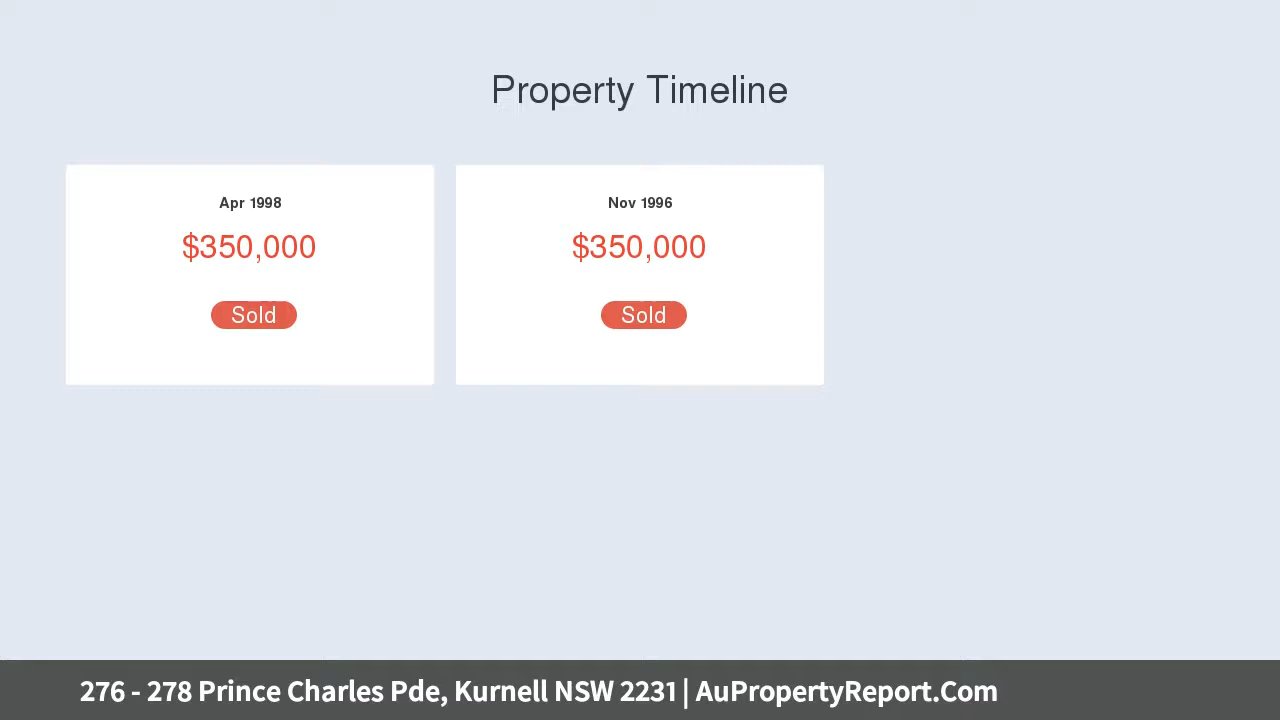 Property Timeline
Apr 1998
$350,000
Sold
Nov 1996
$350,000
Sold
276 - 278 Prince Charles Pde, Kurnell NSW 2231 | AuPropertyReport.Com